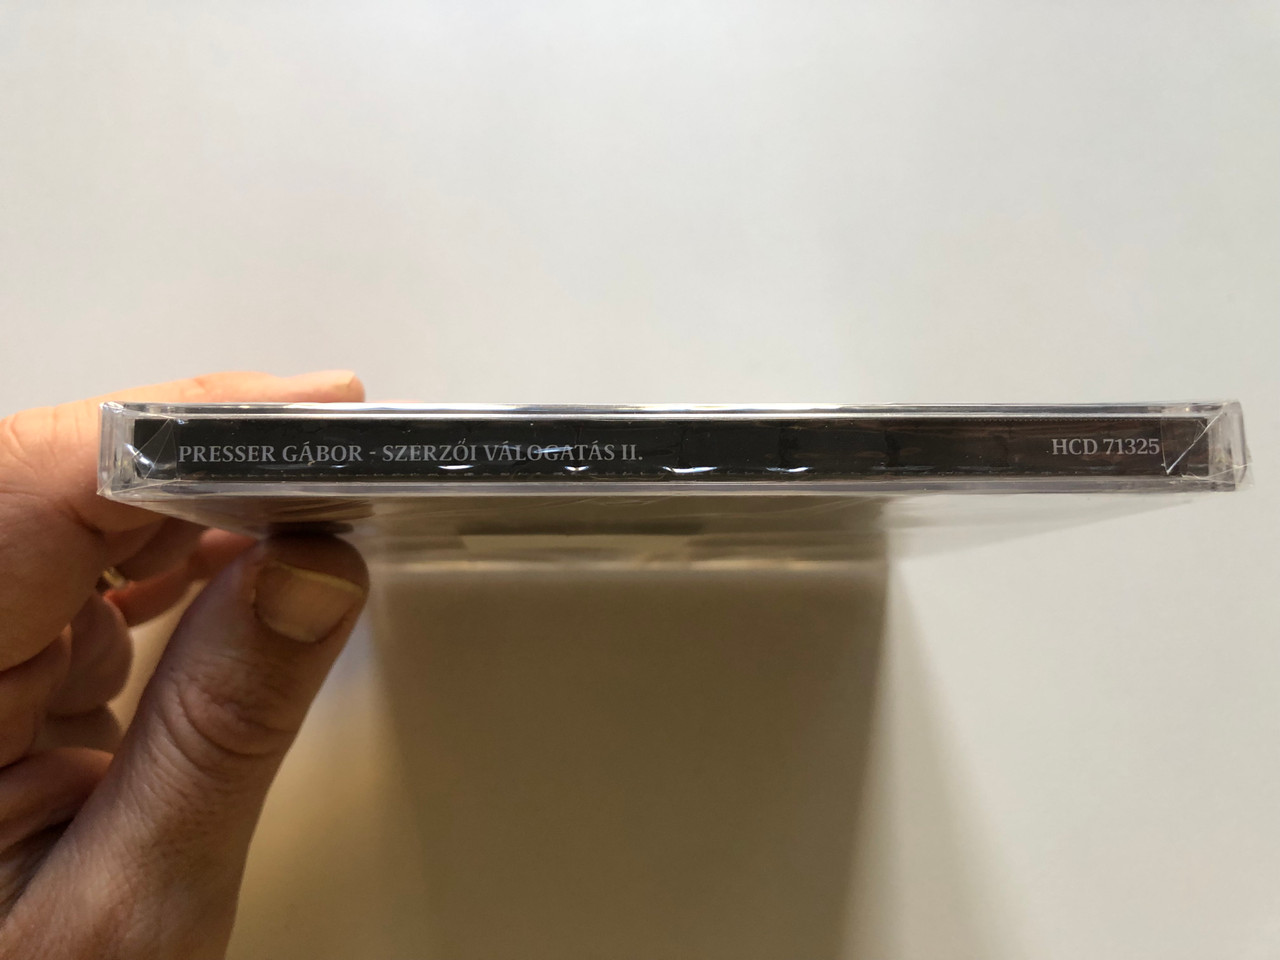 PRESSER GÁBOR - SZERZŐI VÁLOGATÁS II. HCD 71325